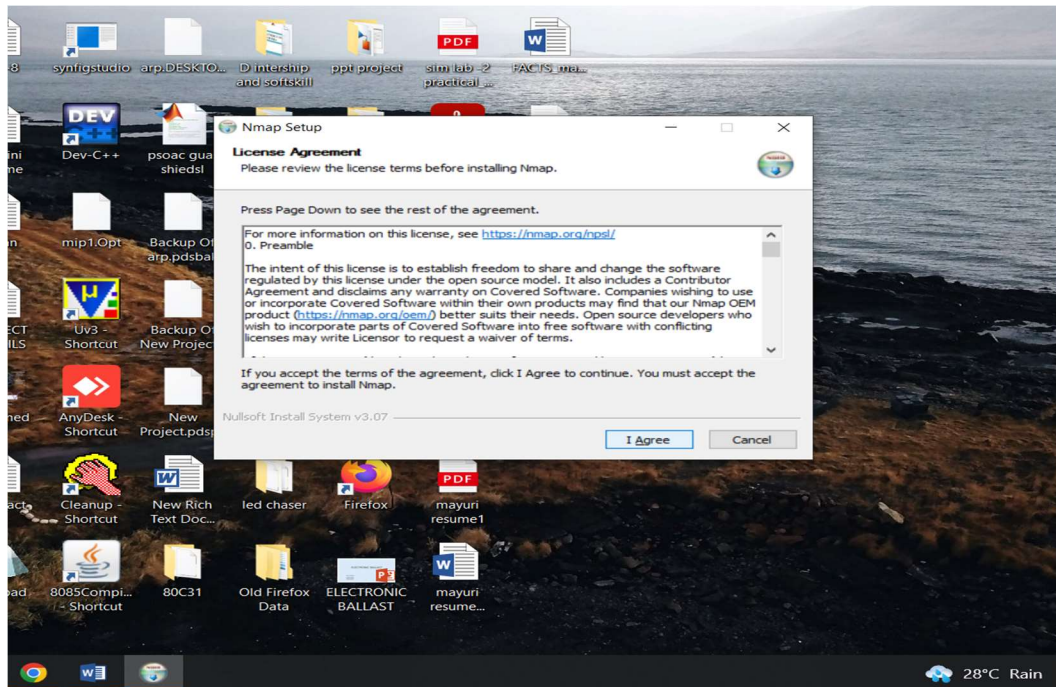 PDF
-8
synfigstudio
arp.DESKTO...
D intership
and softskill
ppt project
sim lab -2
practical ...
FACTS_ma...
DEV
C++
ini
me
Dev-C++
psoac gua
shiedsl
Nmap Setup
License Agreement
Please review the license terms before installing Nmap.
Press Page Down to see the rest of the agreement.
For more information on this license, see https://nmap.org/npsl/
0. Preamble
The intent of this license is to establish freedom to share and change the software
regulated by this license under the open source model. It also includes a Contributor
Agreement and disclaims any warranty on Covered Software. Companies wishing to use
or incorporate Covered Software within their own products may find that our Nmap OEM
product (https://nmap.org/oem/) better suits their needs. Open source developers who
wish to incorporate parts of Covered Software into free software with conflicting
licenses may write Licensor to request a waiver of terms.
If you accept the terms of the agreement, click I Agree to continue. You must accept the
agreement to install Nmap.
Nullsoft Install System v3.07
I Agree
Cancel
mip1.Opt
Backup Of
arp.pdsbal
ECT
ILS
Uv3 -
Shortcut
Backup Of
New Projec
AnyDesk -
Shortcut
New
Project.pdsp
PDF
Cleanup -
Shortcut
New Rich
Text Doc...
led chaser
Firefox
mayuri
resume1
8085Compi...
- Shortcut
80C31
Old Firefox
Data
ELECTRONIC
BALLAST
mayuri
resume...
28°C Rain